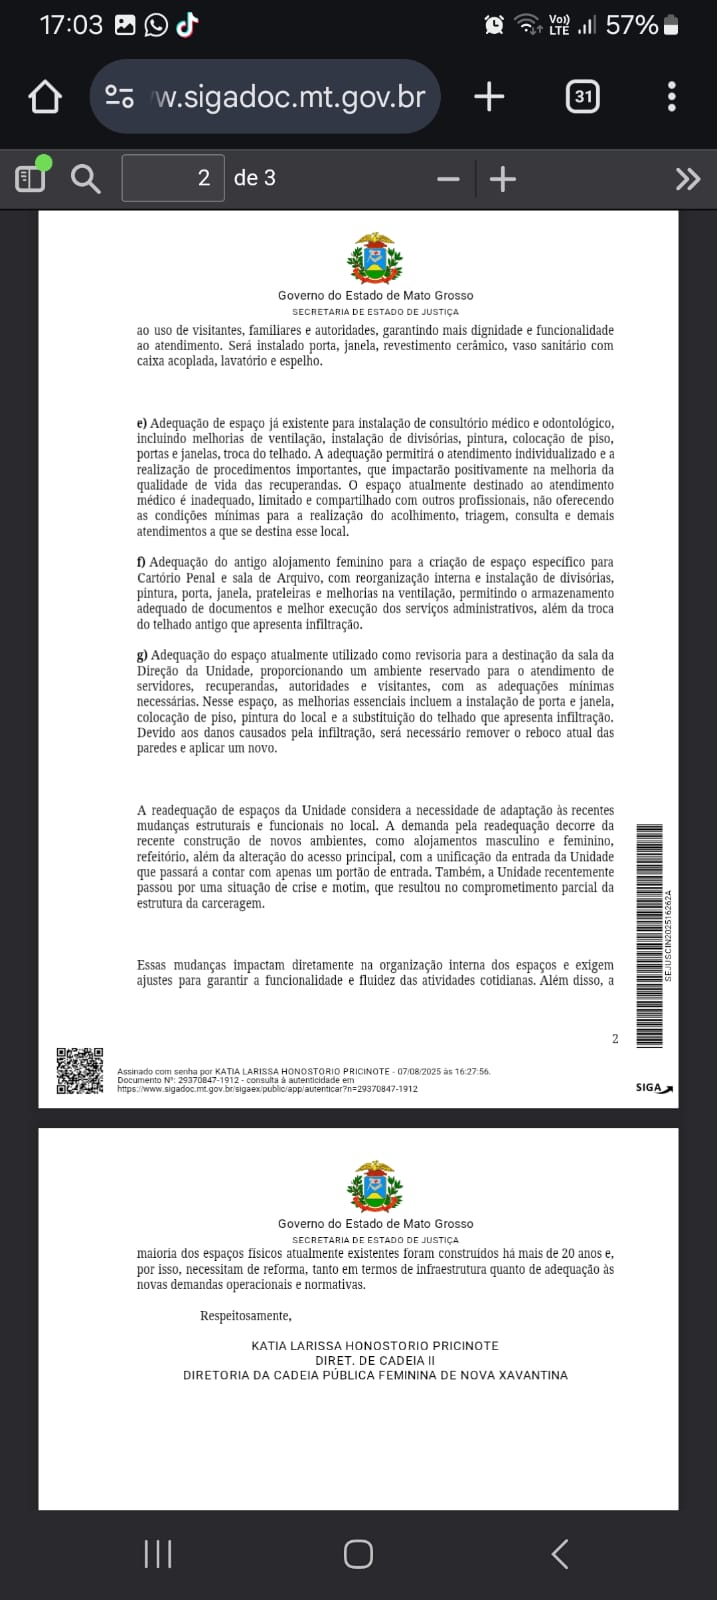 17:03
Vo))
LTE
57%
w.sigadoc.mt.gov.br
31
2 de 3
Governo do Estado de Mato Grosso
SECRETARIA DE ESTADO DE JUSTIÇA
ao uso de visitantes, familiares e autoridades, garantindo mais dignidade e funcionalidade
ao atendimento. Será instalado porta, janela, revestimento cerâmico, vaso sanitário com
caixa acoplada, lavatório e espelho.
e) Adequação de espaço já existente para instalação de consultório médico e odontológico,
incluindo melhorias de ventilação, instalação de divisórias, pintura, colocação de piso,
portas e janelas, troca do telhado. A adequação permitirá o atendimento individualizado e a
realização de procedimentos importantes, que impactarão positivamente na melhoria da
qualidade de vida das recuperandas. O espaço atualmente destinado ao atendimento
médico é inadequado, limitado e compartilhado com outros profissionais, não oferecendo
as condições mínimas para a realização do acolhimento, triagem, consulta e demais
atendimentos a que se destina esse local.
f) Adequação do antigo alojamento feminino para a criação de espaço específico para
Cartório Penal e sala de Arquivo, com reorganização interna e instalação de divisórias,
pintura, porta, janela, prateleiras e melhorias na ventilação, permitindo o armazenamento
adequado de documentos e melhor execução dos serviços administrativos, além da troca
do telhado antigo que apresenta infiltração.
g) Adequação do espaço atualmente utilizado como revisoria para a destinação da sala da
Direção da Unidade, proporcionando um ambiente reservado para o atendimento de
servidores, recuperandas, autoridades e visitantes, com as adequações mínimas
necessárias. Nesse espaço, as melhorias essenciais incluem a instalação de porta e janela,
colocação de piso, pintura do local e a substituição do telhado que apresenta infiltração.
Devido aos danos causados pela infiltração, será necessário remover o reboco atual das
paredes e aplicar um novo.
A readequação de espaços da Unidade considera a necessidade de adaptação às recentes
mudanças estruturais e funcionais no local. A demanda pela readequação decorre da
recente construção de novos ambientes, como alojamentos masculino e feminino,
refeitório, além da alteração do acesso principal, com a unificação da entrada da Unidade
que passará a contar com apenas um portão de entrada. Também, a Unidade recentemente
passou por uma situação de crise e motim, que resultou no comprometimento parcial da
estrutura da carceragem.
Essas mudanças impactam diretamente na organização interna dos espaços e exigem
ajustes para garantir a funcionalidade e fluidez das atividades cotidianas. Além disso, a
SEJUSCIN202516262A
2
Assinado com senha por KATIA LARISSA HONOSTORIO PRICINOTE - 07/08/2025 às 16:27:56.
Documento Nº: 29370847-1912 - consulta à autenticidade em
https://www.sigadoc.mt.gov.br/sigaex/public/app/autenticar?n=29370847-1912
SIGA
Governo do Estado de Mato Grosso
SECRETARIA DE ESTADO DE JUSTIÇA
maioria dos espaços físicos atualmente existentes foram construídos há mais de 20 anos e,
por isso, necessitam de reforma, tanto em termos de infraestrutura quanto de adequação às
novas demandas operacionais e normativas.
Respeitosamente,
KATIA LARISSA HONOSTORIO PRICINOTE
DIRET. DE CADEIA II
DIRETORIA DA CADEIA PÚBLICA FEMININA DE NOVA XAVANTINA